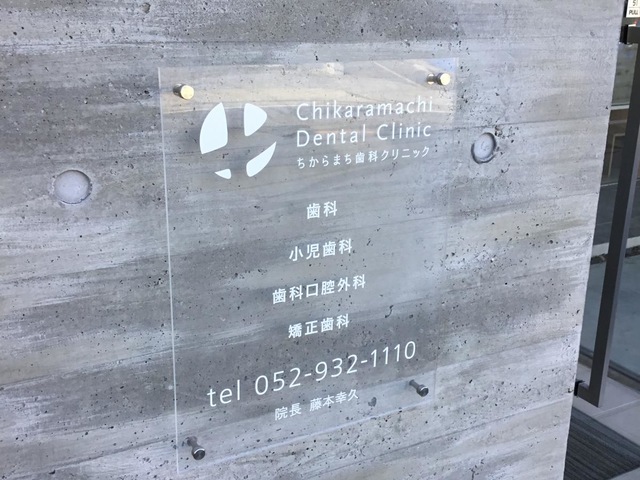 Chikaramachi
Dental Clinic
ちからまち歯科クリニック
歯科
小児歯科
歯科口腔外科
矯正歯科
tel 052-932-1110
院長 藤本幸久